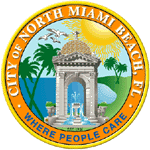 CITY OF NORTH MIAMI BEACH, FL
WHERE PEOPLE CARE